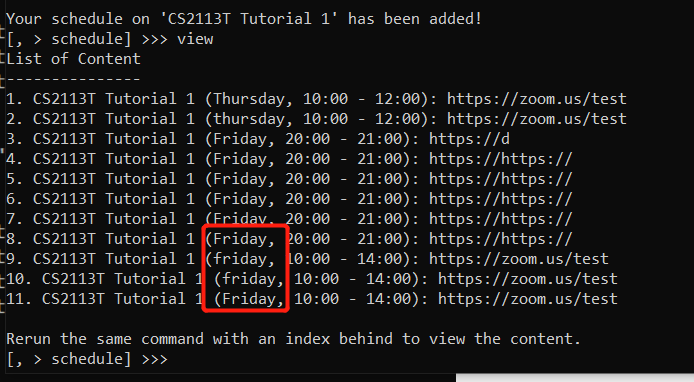 Your schedule on 'CS2113T Tutorial 1' has been added!
[, > schedule] >>> view
List of Content
---------------
1. CS2113T Tutorial 1 (Thursday, 10:00 - 12:00): https://zoom.us/test
2. CS2113T Tutorial 1 (thursday, 10:00 - 12:00): https://zoom.us/test
3. CS2113T Tutorial 1 (Friday, 20:00 - 21:00): https://d
4. CS2113T Tutorial 1 (Friday, 20:00 - 21:00): https://https://
5. CS2113T Tutorial 1 (Friday, 20:00 - 21:00): https://https://
6. CS2113T Tutorial 1 (Friday, 20:00 - 21:00): https://https://
7. CS2113T Tutorial 1 (Friday, 20:00 - 21:00): https://https://
8. CS2113T Tutorial 1 (Friday, 20:00 - 21:00): https://https://
9. CS2113T Tutorial 1 (friday, 10:00 - 14:00): https://zoom.us/test
10. CS2113T Tutorial 1 (friday, 10:00 - 14:00): https://zoom.us/test
11. CS2113T Tutorial 1 (Friday, 10:00 - 14:00): https://zoom.us/test
Rerun the same command with an index behind to view the content.
[, > schedule] >>>